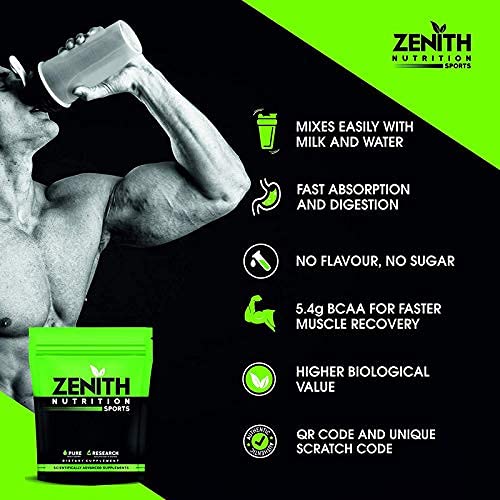 ZENITH
NUTRITION
SPORTS
MIXES EASILY WITH
MILK AND WATER
FAST ABSORPTION
AND DIGESTION
NO FLAVOUR, NO SUGAR
5.4g BCAA FOR FASTER
MUSCLE RECOVERY
HIGHER BIOLOGICAL
VALUE
AUTHENTIC
AUTHENTIC
QR CODE AND UNIQUE
SCRATCH CODE
ZENITH
NUTRITION
SPORTS
PURE RESEARCH
DIETARY SUPPLEMENT
SCIENTIFICALLY ADVANCED SUPPLEMENTS